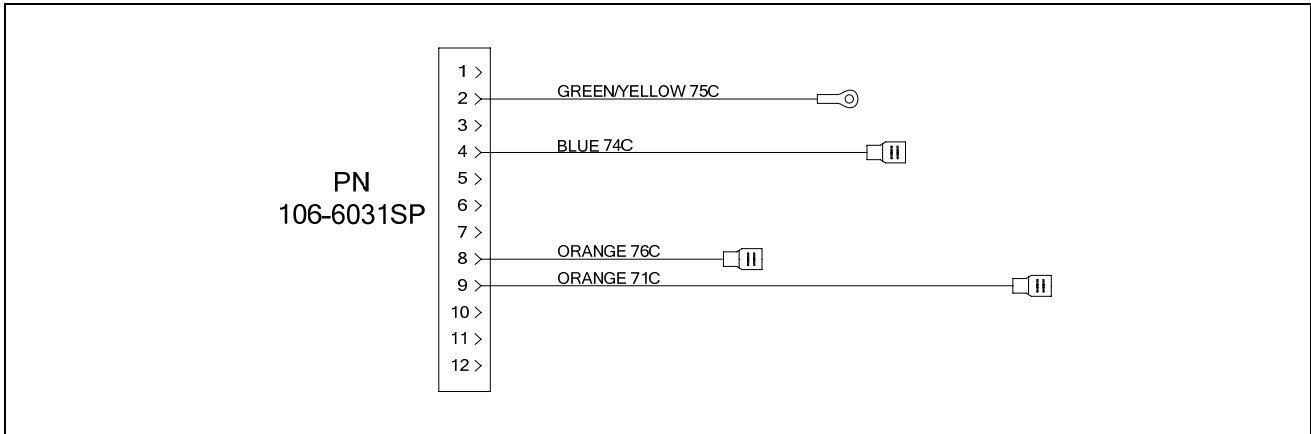 1
2 GREEN/YELLOW 75C
3
4 BLUE 74C
5
6
7
8 ORANGE 76C
9 ORANGE 71C
10
11
12
PN
106-6031SP